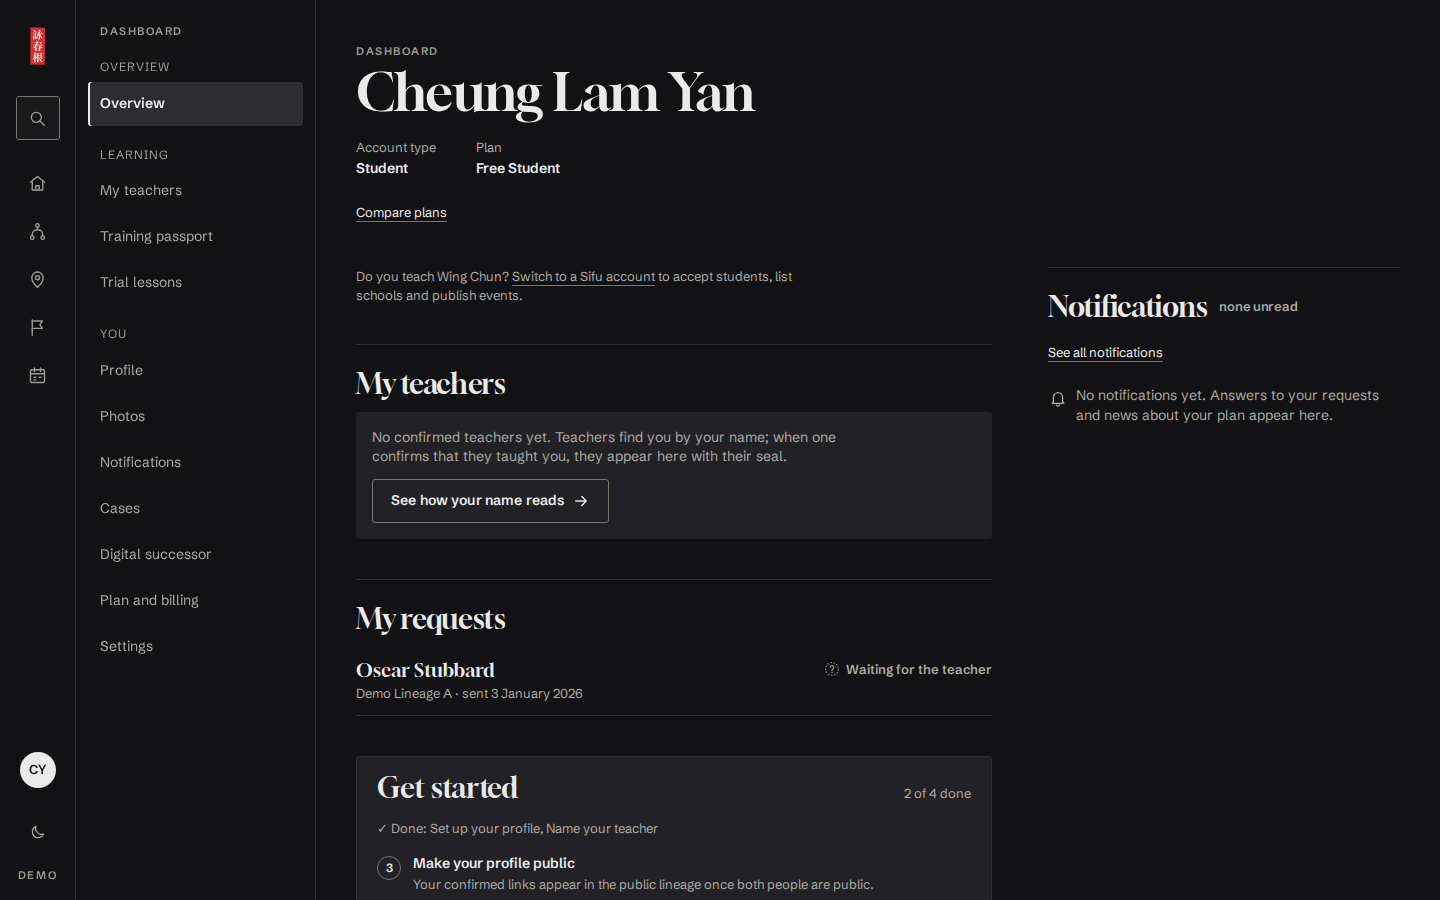 詠春根
DASHBOARD
OVERVIEW
Overview
LEARNING
My teachers
Training passport
Trial lessons
YOU
Profile
Photos
Notifications
Cases
Digital successor
Plan and billing
Settings
CY
DEMO
DASHBOARD
Cheung Lam Yan
Account type
Student
Plan
Free Student
Compare plans
Do you teach Wing Chun? Switch to a Sifu account to accept students, list
schools and publish events.
My teachers
No confirmed teachers yet. Teachers find you by your name; when one
confirms that they taught you, they appear here with their seal.
See how your name reads →
My requests
Oscar Stubbard
Waiting for the teacher
Demo Lineage A · sent 3 January 2026
Get started
2 of 4 done
✓ Done: Set up your profile, Name your teacher
3
Make your profile public
Your confirmed links appear in the public lineage once both people are public.
Notifications
none unread
See all notifications
No notifications yet. Answers to your requests
and news about your plan appear here.